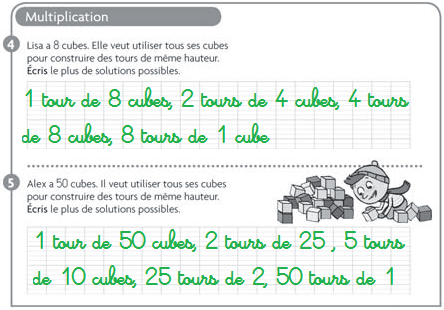 Multiplication
4 Lisa a 8 cubes. Elle veut utiliser tous ses cubes
pour construire des tours de même hauteur.
Écris le plus de solutions possibles.
1 tour de 8 cubes, 2 tours de 4 cubes, 4 tours
de 8 cubes, 8 tours de 1 cube
5 Alex a 50 cubes. Il veut utiliser tous ses cubes
pour construire des tours de même hauteur.
Écris le plus de solutions possibles.
1 tour de 50 cubes, 2 tours de 25 , 5 tours
de 10 cubes, 25 tours de 2, 50 tours de 1